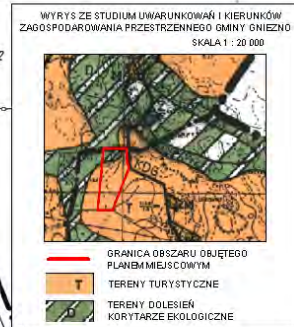 WYRYS ZE STUDIUM UWARUNKOWAŃ I KIERUNKÓW
ZAGOSPODAROWANIA PRZESTRZENNEGO GMINY GNIEZNO
SKALA 1 : 20 000
D
KDG
T
GRANICA OBSZARU OBJĘTEGO
PLANEM MIEJSCOWYM
T
TERENY TURYSTYCZNE
D
TERENY DOLESIEŃ
KORYTARZE EKOLOGICZNE